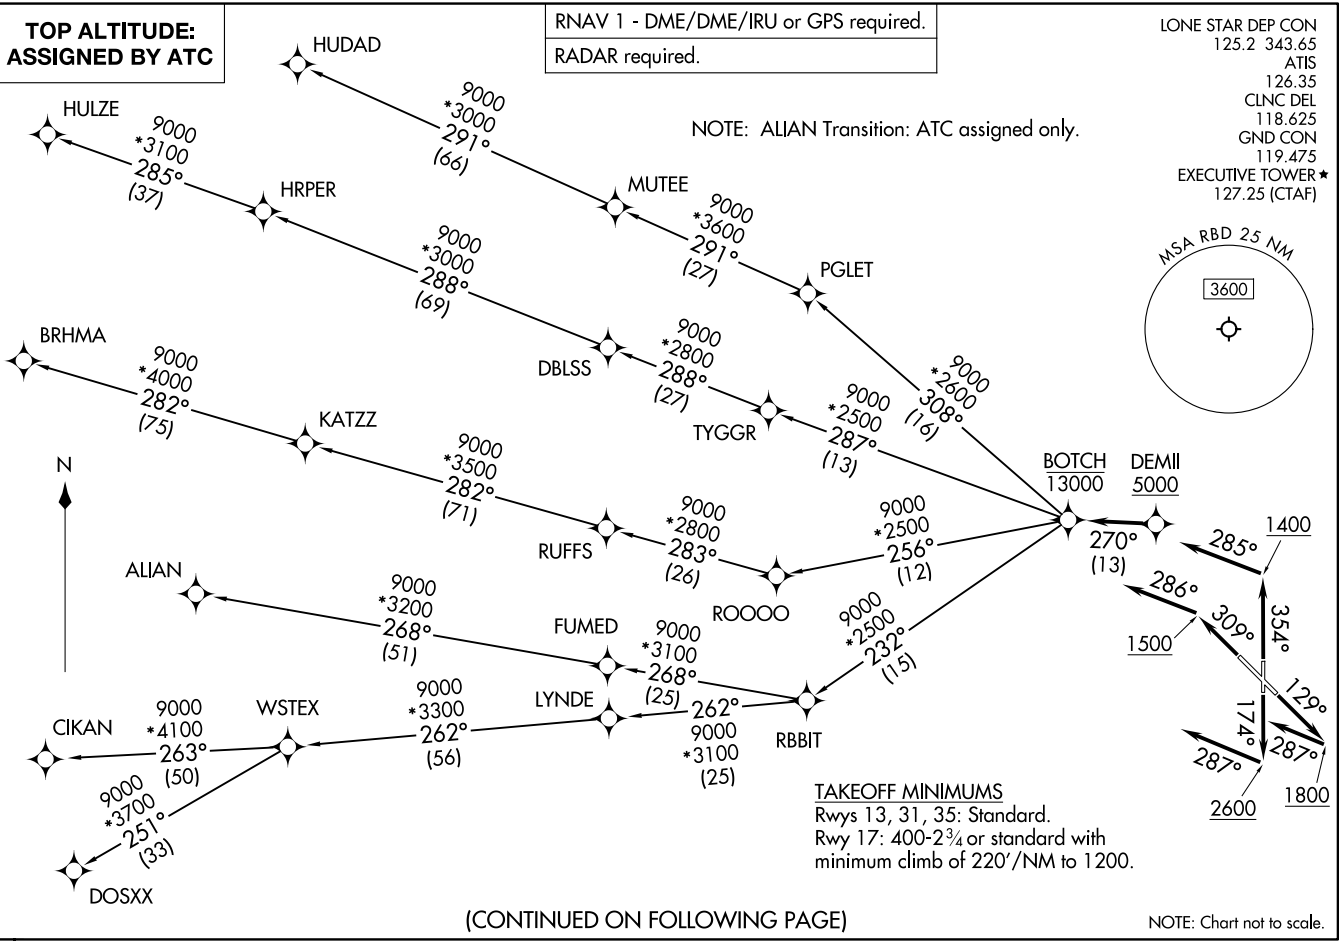 TOP ALTITUDE:
ASSIGNED BY ATC
RNAV 1 - DME/DME/IRU or GPS required.
RADAR required.
LONE STAR DEP CON
125.2 343.65
ATIS
126.35
CLNC DEL
118.625
GND CON
119.475
EXECUTIVE TOWER★
127.25 (CTAF)
NOTE: ALIAN Transition: ATC assigned only.
MSA RBD 25 NM
3600
HUDAD
9000
*3000
291°
(66)
MUTEE
9000
*3600
291°
(27)
PGLET
9000
*2600
308°
(16)
HULZE
9000
*3100
285°
(37)
HRPER
9000
*3000
288°
(69)
DBLSS
9000
*2800
288°
(27)
TYGGR
9000
*2500
287°
(13)
BRHMA
9000
*4000
282°
(75)
KATZZ
9000
*3500
282°
(71)
RUFFS
9000
*2800
283°
(26)
ROOOO
9000
*2500
256°
(12)
BOTCH
13000
DEMII
5000
270°
(13)
N
ALIAN
9000
*3200
268°
(51)
FUMED
9000
*3100
268°
(25)
9000
*2500
232°
(15)
RBBIT
CIKAN
9000
*4100
263°
(50)
WSTEX
9000
*3300
262°
(56)
LYNDE
262°
9000
*3100
(25)
9000
*3700
251°
(33)
DOSXX
285°
1400
354°
286°
309°
1500
129°
174°
287°
1800
287°
2600
TAKEOFF MINIMUMS
Rwys 13, 31, 35: Standard.
Rwy 17: 400-2¾ or standard with
minimum climb of 220'/NM to 1200.
(CONTINUED ON FOLLOWING PAGE)
NOTE: Chart not to scale.